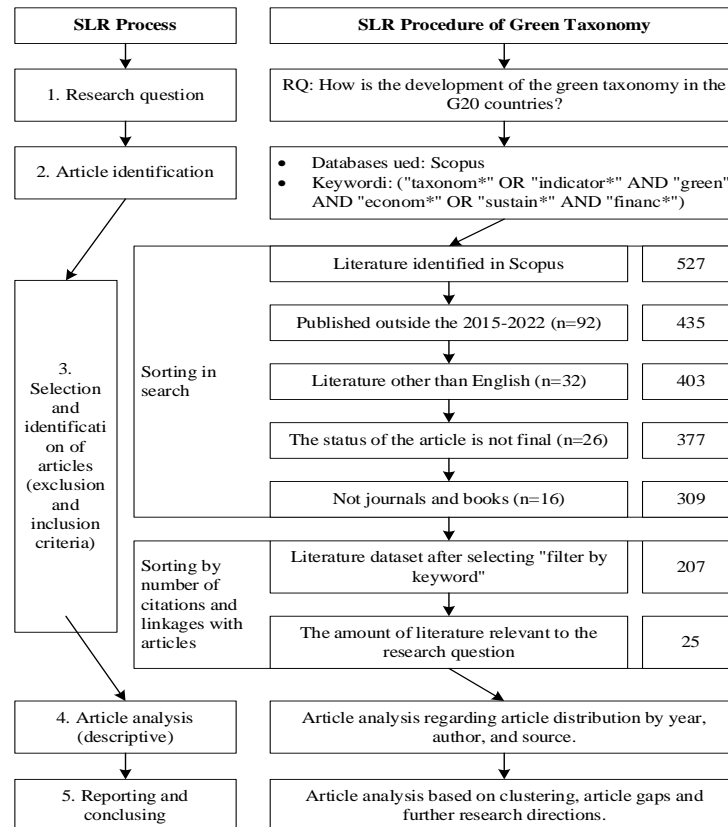 SLR Process
SLR Procedure of Green Taxonomy
1. Research question
RQ: How is the development of the green taxonomy in the
G20 countries?
2. Article identification
• Databases ued: Scopus
• Keywordi: ("taxonom*" OR "indicator*" AND "green"
AND "econom*" OR "sustain*" AND "financ*")
3.
Selection
and
identificati
on of
articles
(exclusion
and
inclusion
criteria)
Sorting in
search
Literature identified in Scopus
527
Published outside the 2015-2022 (n=92)
435
Literature other than English (n=32)
403
The status of the article is not final (n=26)
377
Not journals and books (n=16)
309
Sorting by
number of
citations and
linkages with
articles
Literature dataset after selecting "filter by
keyword"
207
The amount of literature relevant to the
research question
25
4. Article analysis
(descriptive)
Article analysis regarding article distribution by year,
author, and source.
5. Reporting and
conclusing
Article analysis based on clustering, article gaps and
further research directions.